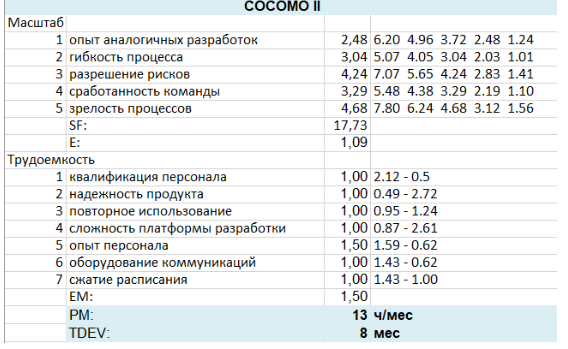 COCOMO II
Масштаб
1 опыт аналогичных разработок 2,48 6.20 4.96 3.72 2.48 1.24
2 гибкость процесса 3,04 5.07 4.05 3.04 2.03 1.01
3 разрешение рисков 4,24 7.07 5.65 4.24 2.83 1.41
4 сработанность команды 3,29 5.48 4.38 3.29 2.19 1.10
5 зрелость процессов 4,68 7.80 6.24 4.68 3.12 1.56
SF: 17,73
E: 1,09
Трудоемкость
1 квалификация персонала 1,00 2.12 - 0.5
2 надежность продукта 1,00 0.49 - 2.72
3 повторное использование 1,00 0.95 - 1.24
4 сложность платформы разработки 1,00 0.87 - 2.61
5 опыт персонала 1,50 1.59 - 0.62
6 оборудование коммуникаций 1,00 1.43 - 0.62
7 сжатие расписания 1,00 1.43 - 1.00
EM: 1,50
PM: 13 ч/мес
TDEV: 8 мес